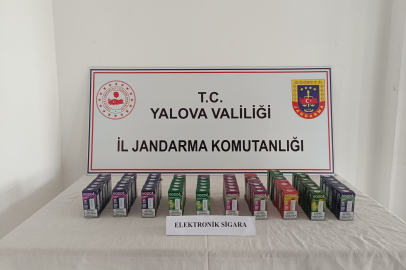 T.C.
YALOVA VALİLİĞİ
İL JANDARMA KOMUTANLIĞI
ELEKTRONİK SİGARA